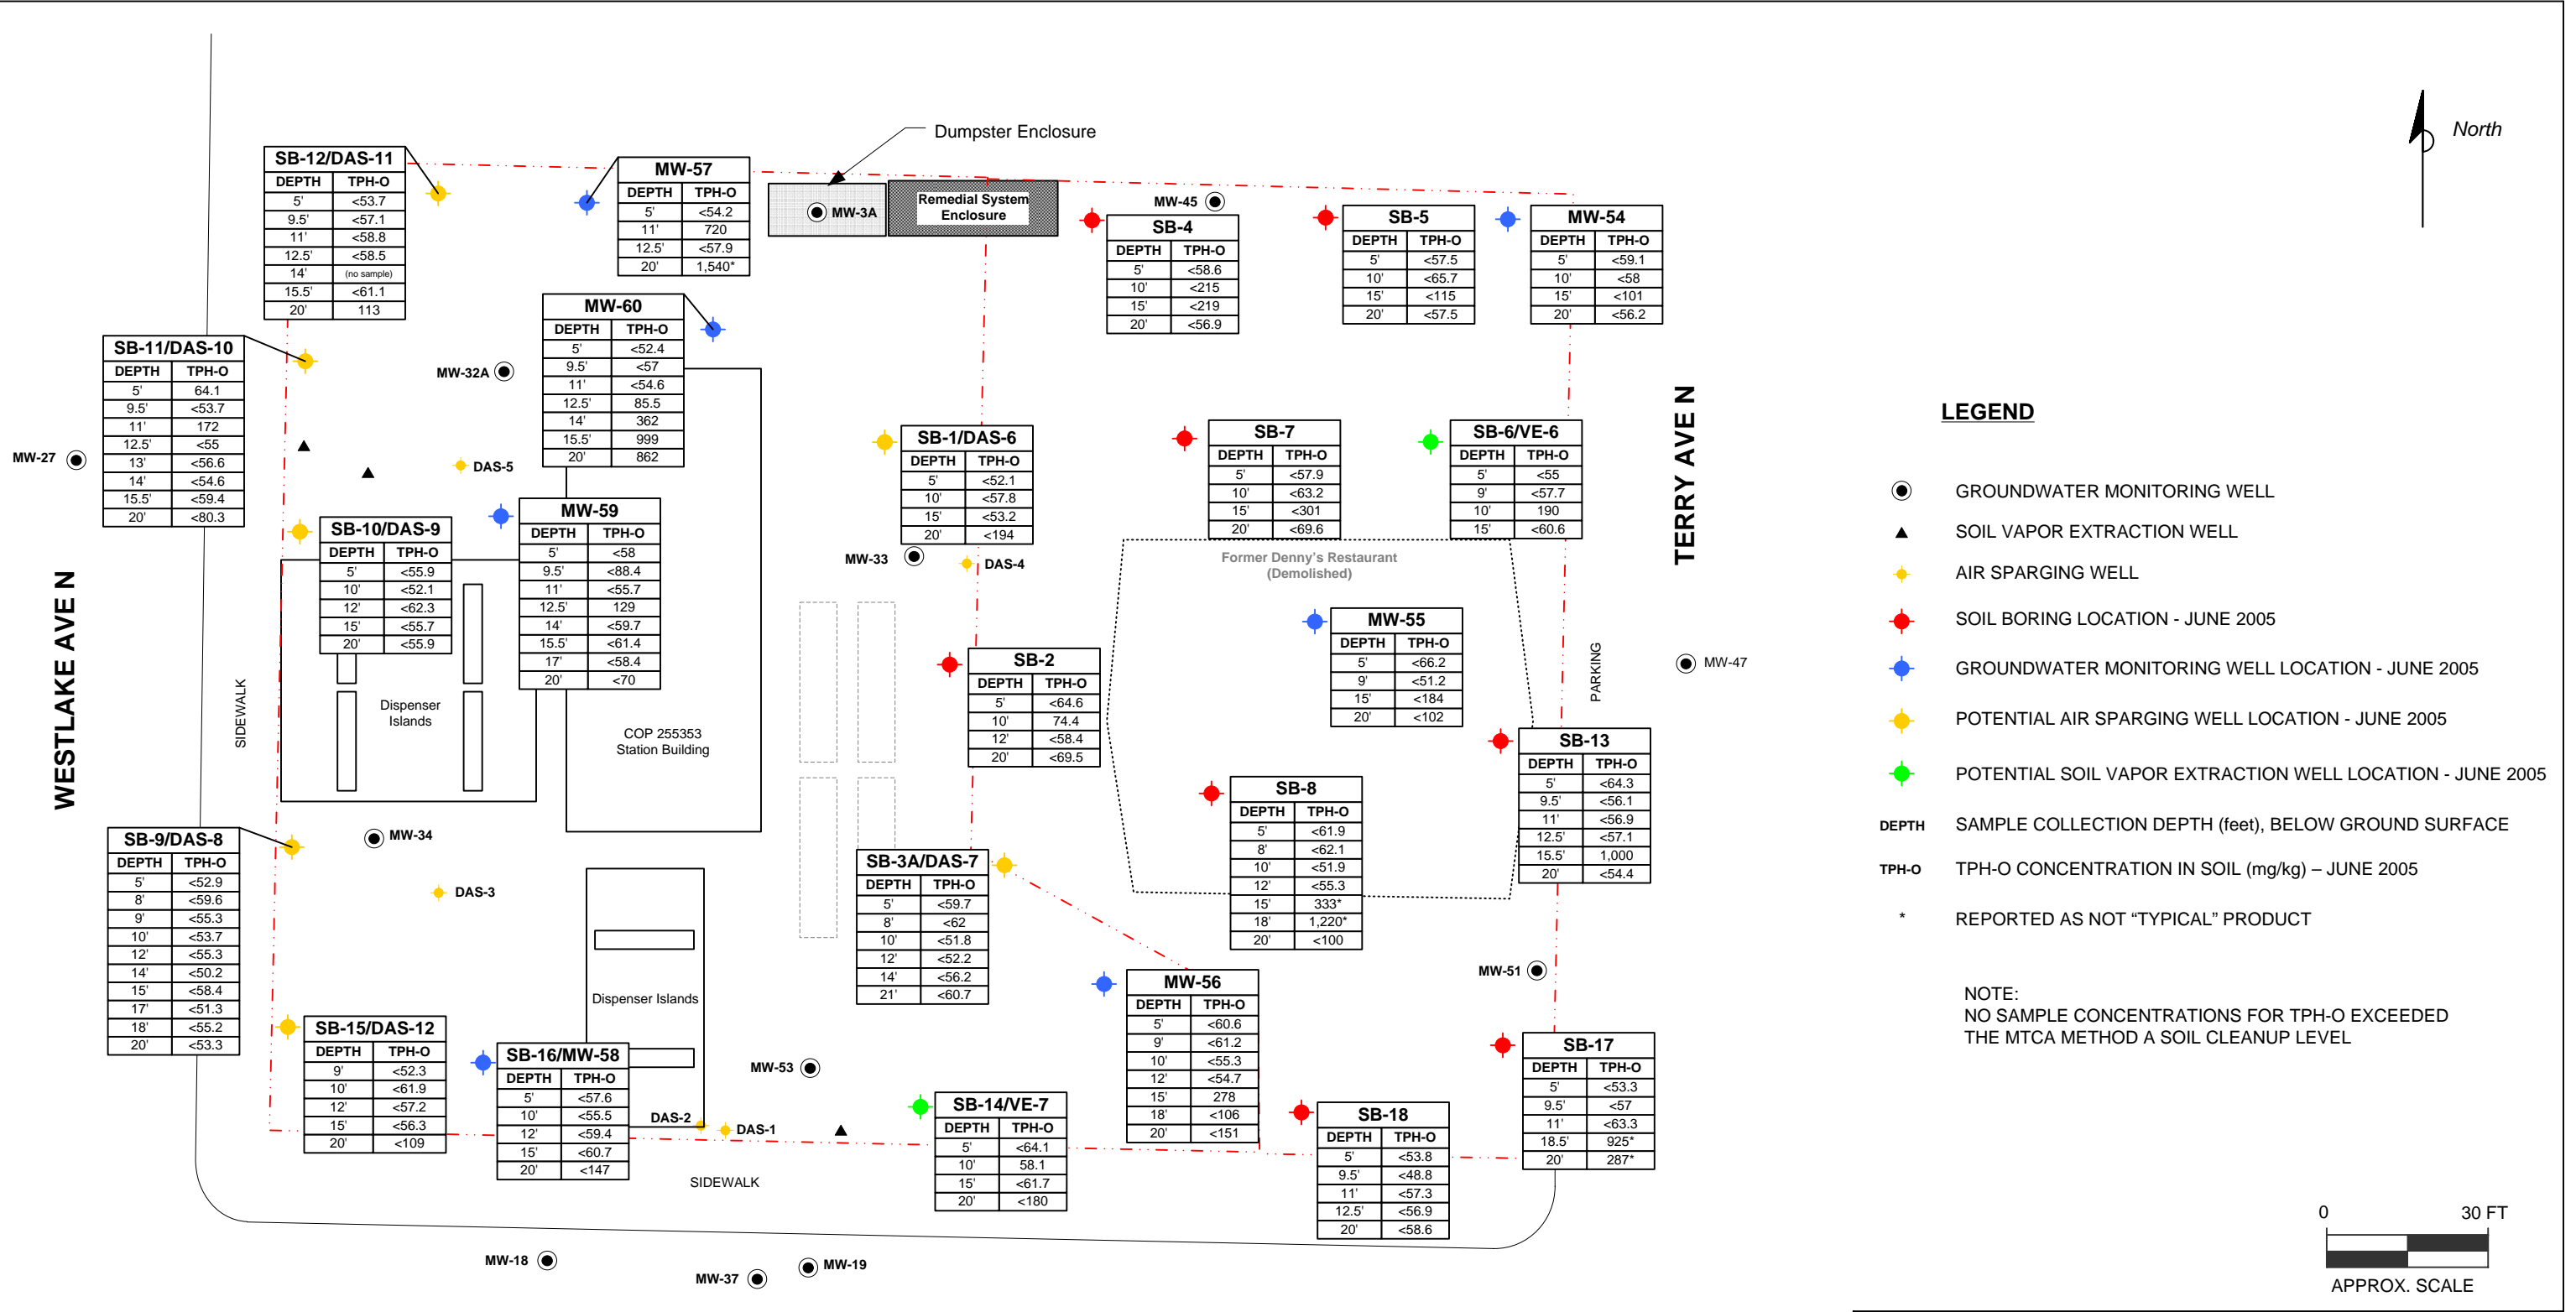 Dumpster Enclosure
North
SB-12/DAS-11
DEPTH TPH-O
5' <53.7
9.5' <57.1
11' <58.8
12.5' <58.5
14' (no sample)
15.5' <61.1
20' 113
MW-57
DEPTH TPH-O
5' <54.2
11' 720
12.5' <57.9
20' 1,540*
MW-3A
Remedial System
Enclosure
MW-45
SB-4
DEPTH TPH-O
5' <58.6
10' <215
15' <219
20' <56.9
SB-5
DEPTH TPH-O
5' <57.5
10' <65.7
15' <115
20' <57.5
MW-54
DEPTH TPH-O
5' <59.1
10' <58
15' <101
20' <56.2
SB-11/DAS-10
DEPTH TPH-O
5' 64.1
9.5' <53.7
11' 172
12.5' <55
13' <56.6
14' <54.6
15.5' <59.4
20' <80.3
MW-27
MW-32A
MW-60
DEPTH TPH-O
5' <52.4
9.5' <57
11' <54.6
12.5' 85.5
14' 362
15.5' 999
20' 862
DAS-5
SB-1/DAS-6
DEPTH TPH-O
5' <52.1
10' <57.8
15' <53.2
20' <194
SB-7
DEPTH TPH-O
5' <57.9
10' <63.2
15' <301
20' <69.6
SB-6/VE-6
DEPTH TPH-O
5' <55
9' <57.7
10' 190
15' <60.6
TERRY AVE N
SB-10/DAS-9
DEPTH TPH-O
5' <55.9
10' <52.1
12' <62.3
15' <55.7
20' <55.9
MW-59
DEPTH TPH-O
5' <58
9.5' <88.4
11' <55.7
12.5' 129
14' <59.7
15.5' <61.4
17' <58.4
20' <70
MW-33
DAS-4
Former Denny's Restaurant
(Demolished)
WESTLAKE AVE N
SIDEWALK
Dispenser
Islands
COP 255353
Station Building
SB-2
DEPTH TPH-O
5' <64.6
10' 74.4
12' <58.4
20' <69.5
MW-55
DEPTH TPH-O
5' <66.2
9' <51.2
15' <184
20' <102
PARKING
MW-47
SB-13
DEPTH TPH-O
5' <64.3
9.5' <56.1
11' <56.9
12.5' <57.1
15.5' 1,000
20' <54.4
SB-8
DEPTH TPH-O
5' <61.9
8' <62.1
10' <51.9
12' <55.3
15' 333*
18' 1,220*
20' <100
SB-9/DAS-8
DEPTH TPH-O
5' <52.9
8' <59.6
9' <55.3
10' <53.7
12' <55.3
14' <50.2
15' <58.4
17' <51.3
18' <55.2
20' <53.3
MW-34
DAS-3
SB-3A/DAS-7
DEPTH TPH-O
5' <59.7
8' <62
10' <51.8
12' <52.2
14' <56.2
21' <60.7
Dispenser Islands
MW-56
DEPTH TPH-O
5' <60.6
9' <61.2
10' <55.3
12' <54.7
15' 278
18' <106
20' <151
MW-51
SB-15/DAS-12
DEPTH TPH-O
9' <52.3
10' <61.9
12' <57.2
15' <56.3
20' <109
SB-16/MW-58
DEPTH TPH-O
5' <57.6
10' <55.5
12' <59.4
15' <60.7
20' <147
MW-53
DAS-2
DAS-1
SIDEWALK
SB-14/VE-7
DEPTH TPH-O
5' <64.1
10' 58.1
15' <61.7
20' <180
SB-18
DEPTH TPH-O
5' <53.8
9.5' <48.8
11' <57.3
12.5' <56.9
20' <58.6
SB-17
DEPTH TPH-O
5' <53.3
9.5' <57
11' <63.3
18.5' 925*
20' 287*
MW-18
MW-37
MW-19
LEGEND
GROUNDWATER MONITORING WELL
SOIL VAPOR EXTRACTION WELL
AIR SPARGING WELL
SOIL BORING LOCATION - JUNE 2005
GROUNDWATER MONITORING WELL LOCATION - JUNE 2005
POTENTIAL AIR SPARGING WELL LOCATION - JUNE 2005
POTENTIAL SOIL VAPOR EXTRACTION WELL LOCATION - JUNE 2005
DEPTH SAMPLE COLLECTION DEPTH (feet), BELOW GROUND SURFACE
TPH-O TPH-O CONCENTRATION IN SOIL (mg/kg) – JUNE 2005
* REPORTED AS NOT “TYPICAL” PRODUCT
NOTE:
NO SAMPLE CONCENTRATIONS FOR TPH-O EXCEEDED
THE MTCA METHOD A SOIL CLEANUP LEVEL
0 30 FT
APPROX. SCALE